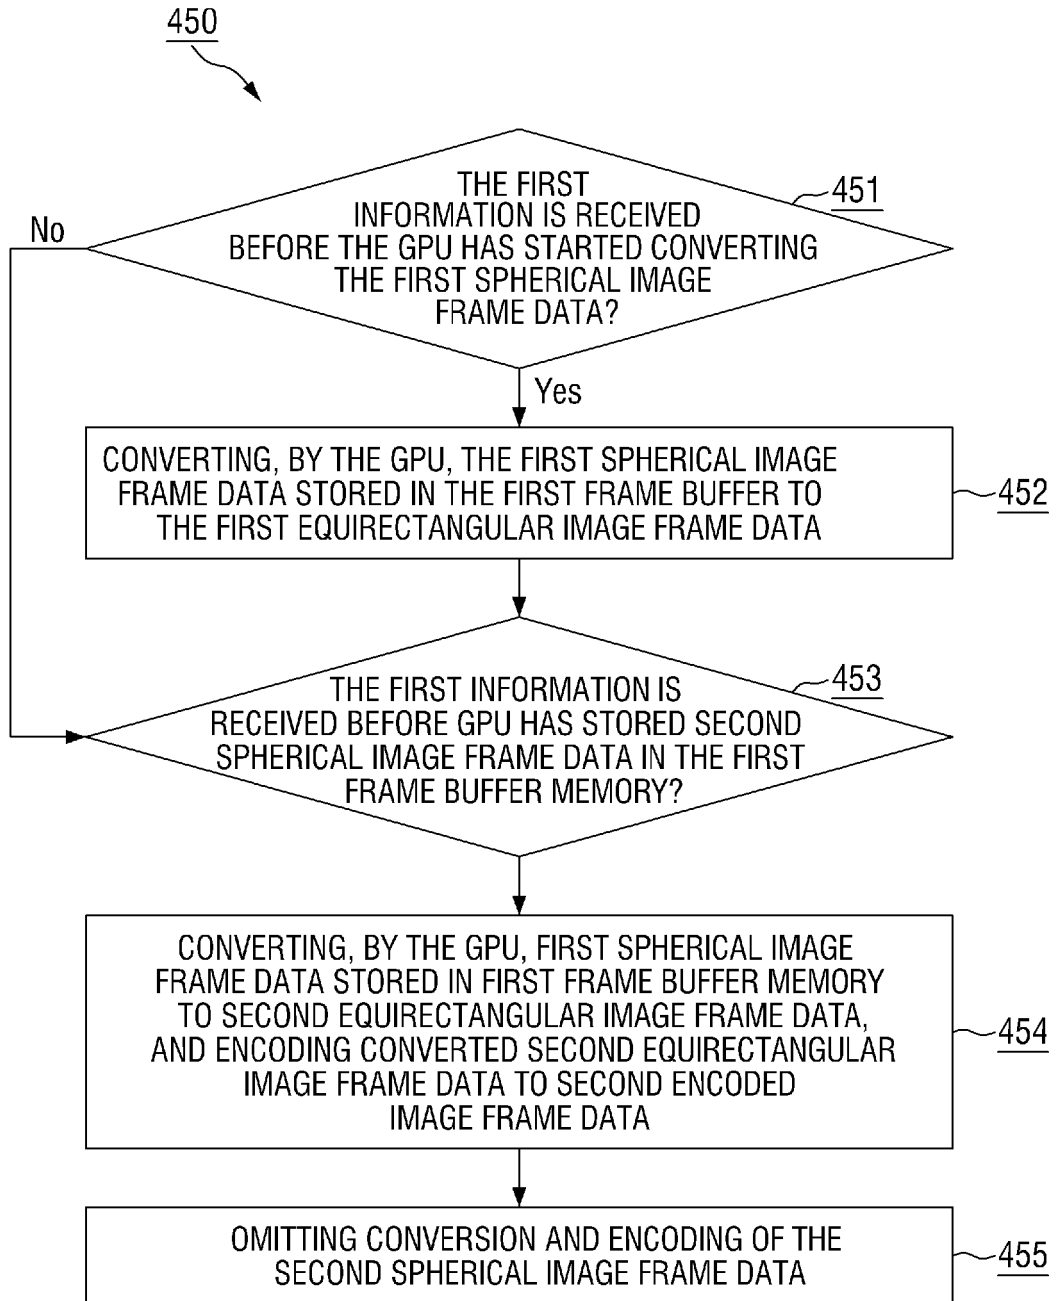 450
THE FIRST
INFORMATION IS RECEIVED
BEFORE THE GPU HAS STARTED CONVERTING
THE FIRST SPHERICAL IMAGE
FRAME DATA?
451
No
Yes
CONVERTING, BY THE GPU, THE FIRST SPHERICAL IMAGE
FRAME DATA STORED IN THE FIRST FRAME BUFFER TO
THE FIRST EQUIRECTANGULAR IMAGE FRAME DATA
452
THE FIRST INFORMATION IS
RECEIVED BEFORE GPU HAS STORED SECOND
SPHERICAL IMAGE FRAME DATA IN THE FIRST
FRAME BUFFER MEMORY?
453
CONVERTING, BY THE GPU, FIRST SPHERICAL IMAGE
FRAME DATA STORED IN FIRST FRAME BUFFER MEMORY
TO SECOND EQUIRECTANGULAR IMAGE FRAME DATA,
AND ENCODING CONVERTED SECOND EQUIRECTANGULAR
IMAGE FRAME DATA TO SECOND ENCODED
IMAGE FRAME DATA
454
OMITTING CONVERSION AND ENCODING OF THE
SECOND SPHERICAL IMAGE FRAME DATA
455